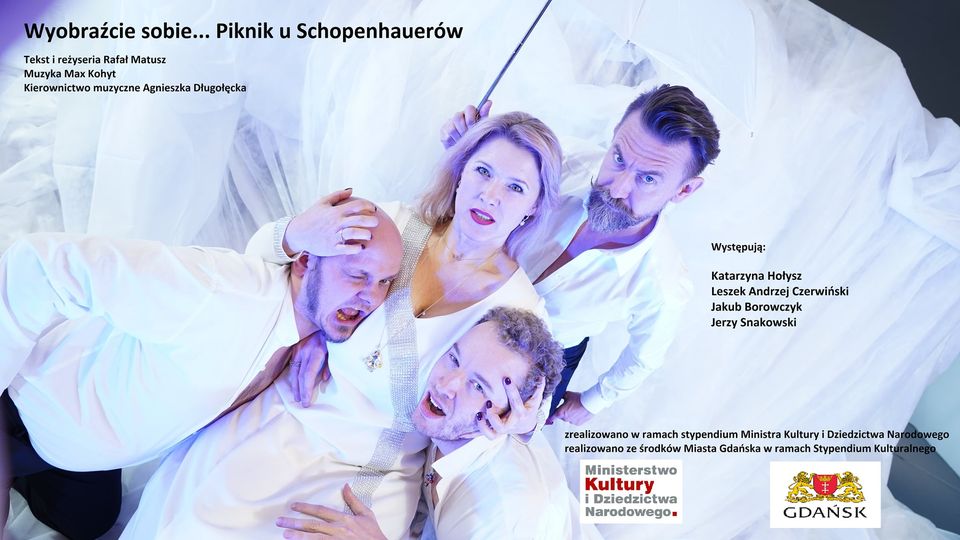 Wyobraźcie sobie... Piknik u Schopenhauerów
Tekst i reżyseria Rafał Matusz
Muzyka Max Kohyt
Kierownictwo muzyczne Agnieszka Długołęcka
Występują:
Katarzyna Hołysz
Leszek Andrzej Czerwiński
Jakub Borowczyk
Jerzy Snakowski
zrealizowano w ramach stypendium Ministra Kultury i Dziedzictwa Narodowego
realizowano ze środków Miasta Gdańska w ramach Stypendium Kulturalnego
Ministerstwo
Kultury
i Dziedzictwa
Narodowego.
GDAŃSK